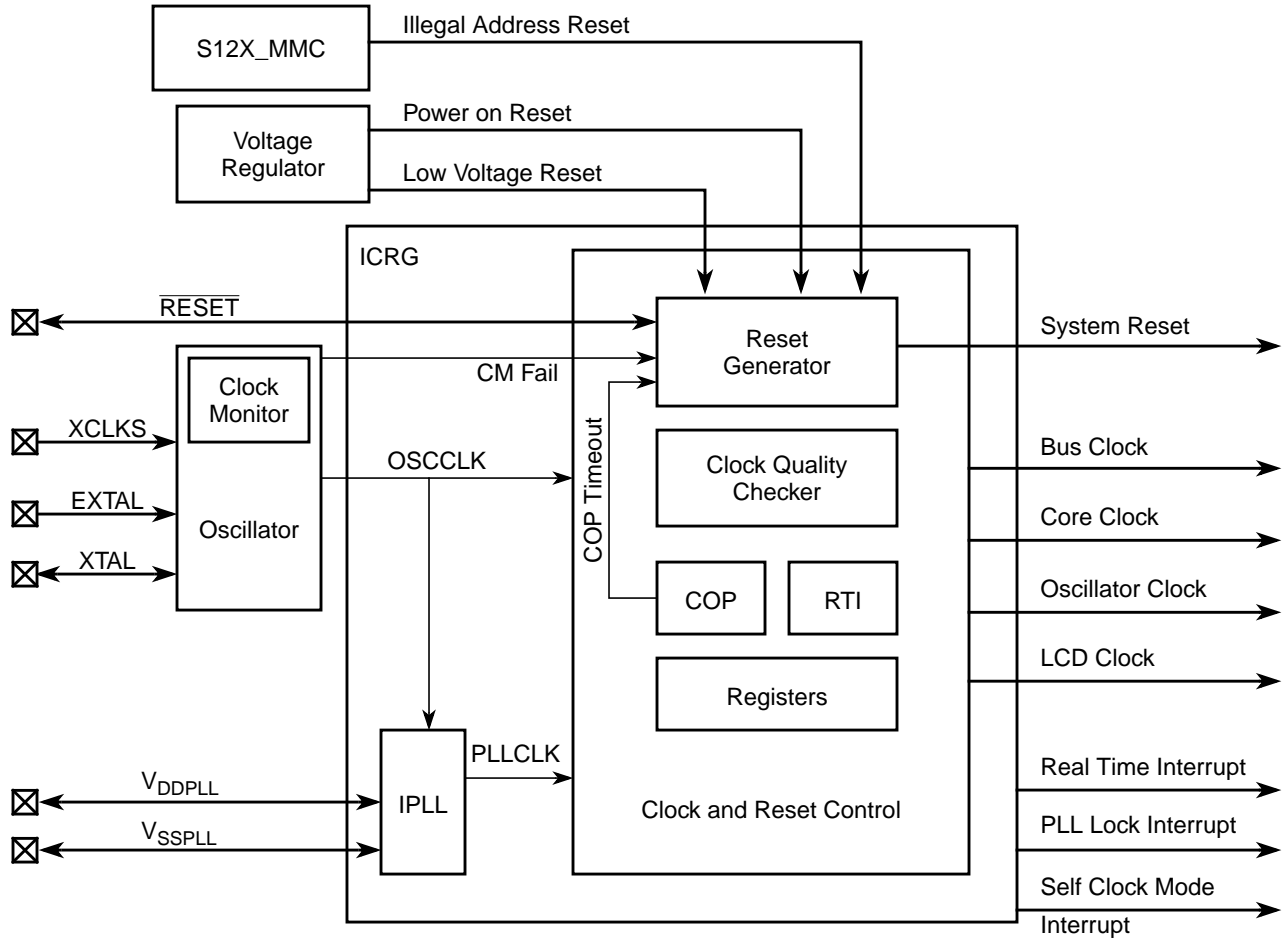 Illegal Address Reset
S12X_MMC
Power on Reset
Voltage
Regulator
Low Voltage Reset
ICRG
RESET
Reset
Generator
System Reset
CM Fail
Clock
Monitor
XCLKS
OSCCLK
COP Timeout
Clock Quality
Checker
Bus Clock
EXTAL
Oscillator
Core Clock
XTAL
COP
RTI
Oscillator Clock
LCD Clock
Registers
PLLCLK
Real Time Interrupt
VDDPLL
IPLL
Clock and Reset Control
PLL Lock Interrupt
VSSPLL
Self Clock Mode
Interrupt